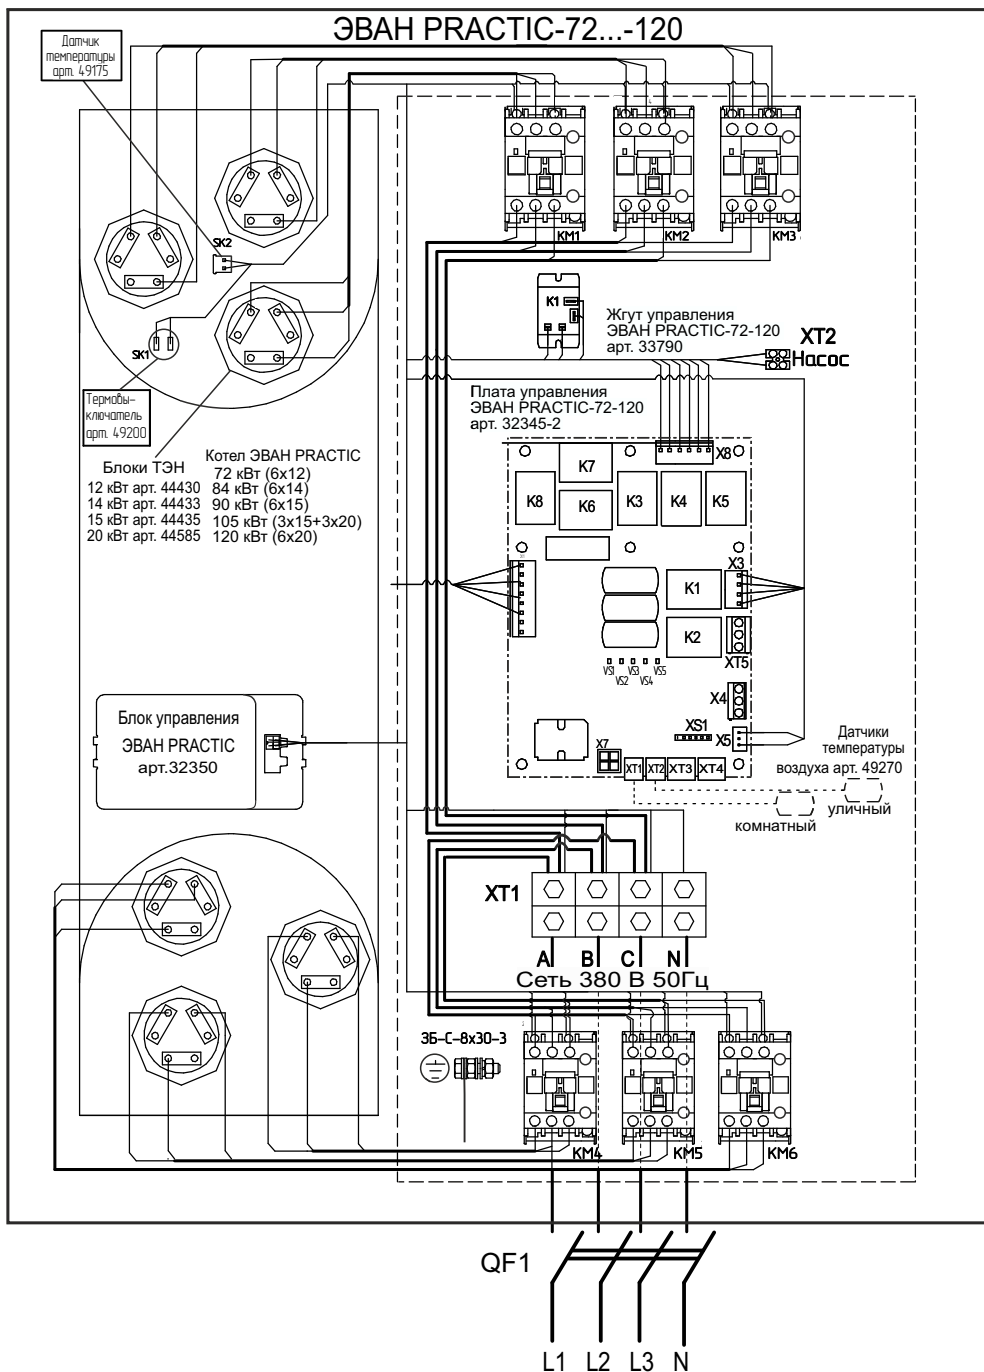 ЭВАН PRACTIC-72...-120
Датчик
температуры
арт. 49175
SK2
SK1
KM1
KM2
KM3
K1
Жгут управления
ЭВАН PRACTIC-72-120
арт. 33790
XT2
Насос
Плата управления
ЭВАН PRACTIC-72-120
арт. 32345-2
Термовы-
ключатель
арт. 49200
Блоки ТЭН
12 кВт арт. 44430
14 кВт арт. 44433
15 кВт арт. 44435
20 кВт арт. 44585
Котел ЭВАН PRACTIC
72 кВт (6x12)
84 кВт (6x14)
90 кВт (6x15)
105 кВт (3x15+3x20)
120 кВт (6x20)
X8
K7
K8
K6
K3
K4
K5
X3
K1
K2
XT5
VS1
VS2
VS3
VS4
VS5
X4
XS1
X5
X7
XT1
XT2
XT3
XT4
Блок управления
ЭВАН PRACTIC
арт.32350
Датчики
температуры
воздуха арт. 49270
уличный
комнатный
XT1
A
B
C
N
Сеть 380 В 50Гц
ЗБ-С-8х30-3
KM4
KM5
KM6
QF1
L1
L2
L3
N